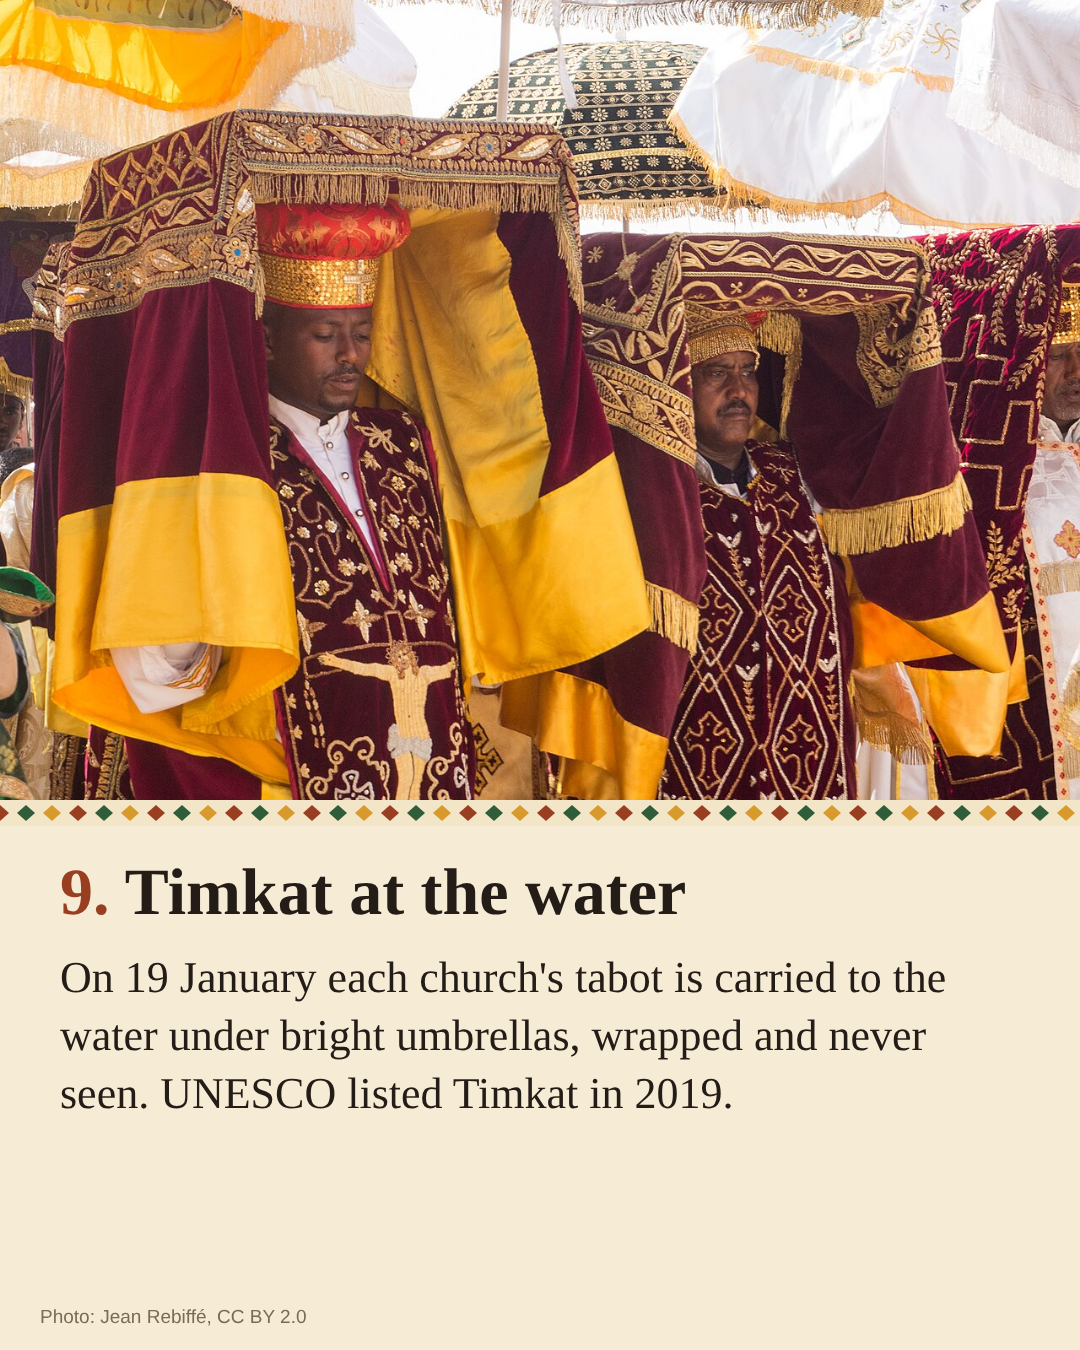 9. Timkat at the water
On 19 January each church's tabot is carried to the
water under bright umbrellas, wrapped and never
seen. UNESCO listed Timkat in 2019.
Photo: Jean Rebiffé, CC BY 2.0